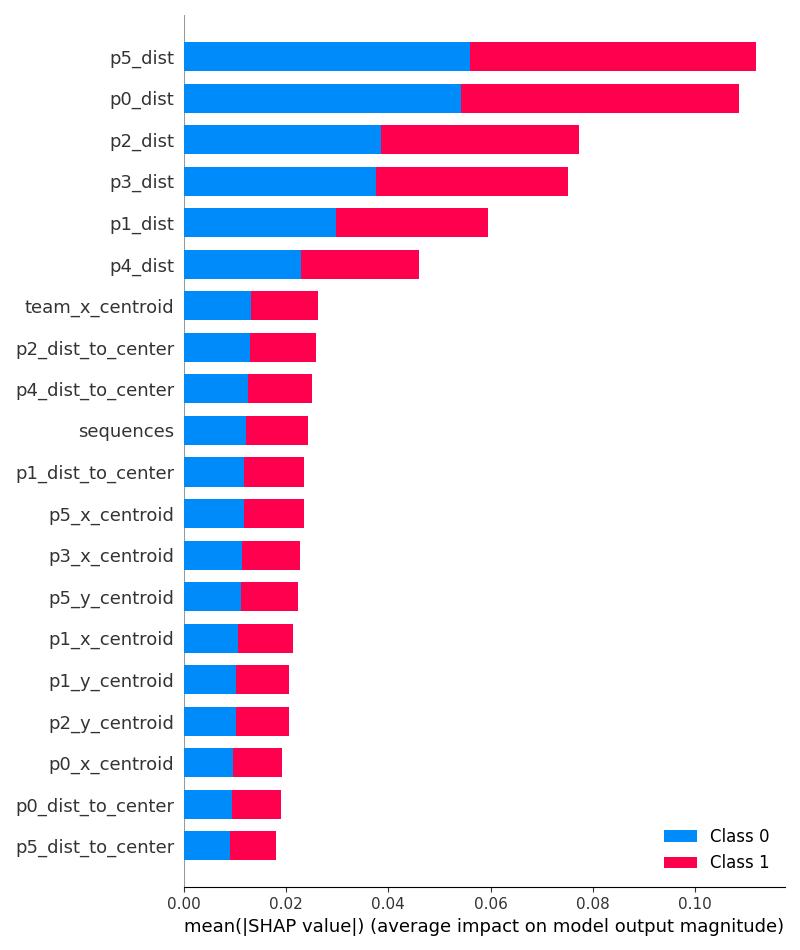 p5_dist
p0_dist
p2_dist
p3_dist
p1_dist
p4_dist
team_x_centroid
p2_dist_to_center
p4_dist_to_center
sequences
p1_dist_to_center
p5_x_centroid
p3_x_centroid
p5_y_centroid
p1_x_centroid
p1_y_centroid
p2_y_centroid
p0_x_centroid
p0_dist_to_center
p5_dist_to_center
Class 0
Class 1
0.00 0.02 0.04 0.06 0.08 0.10
mean(|SHAP value|) (average impact on model output magnitude)